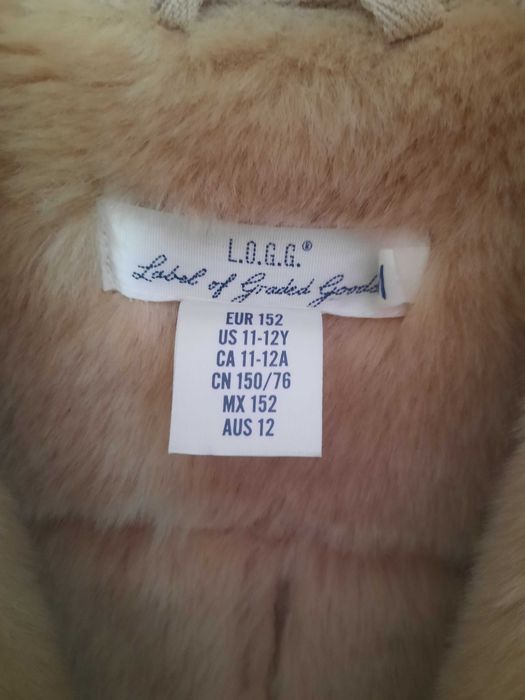 L.O.G.G.®
Label of Graded Goods
EUR 152
US 11-12Y
CA 11-12A
CN 150/76
MX 152
AUS 12